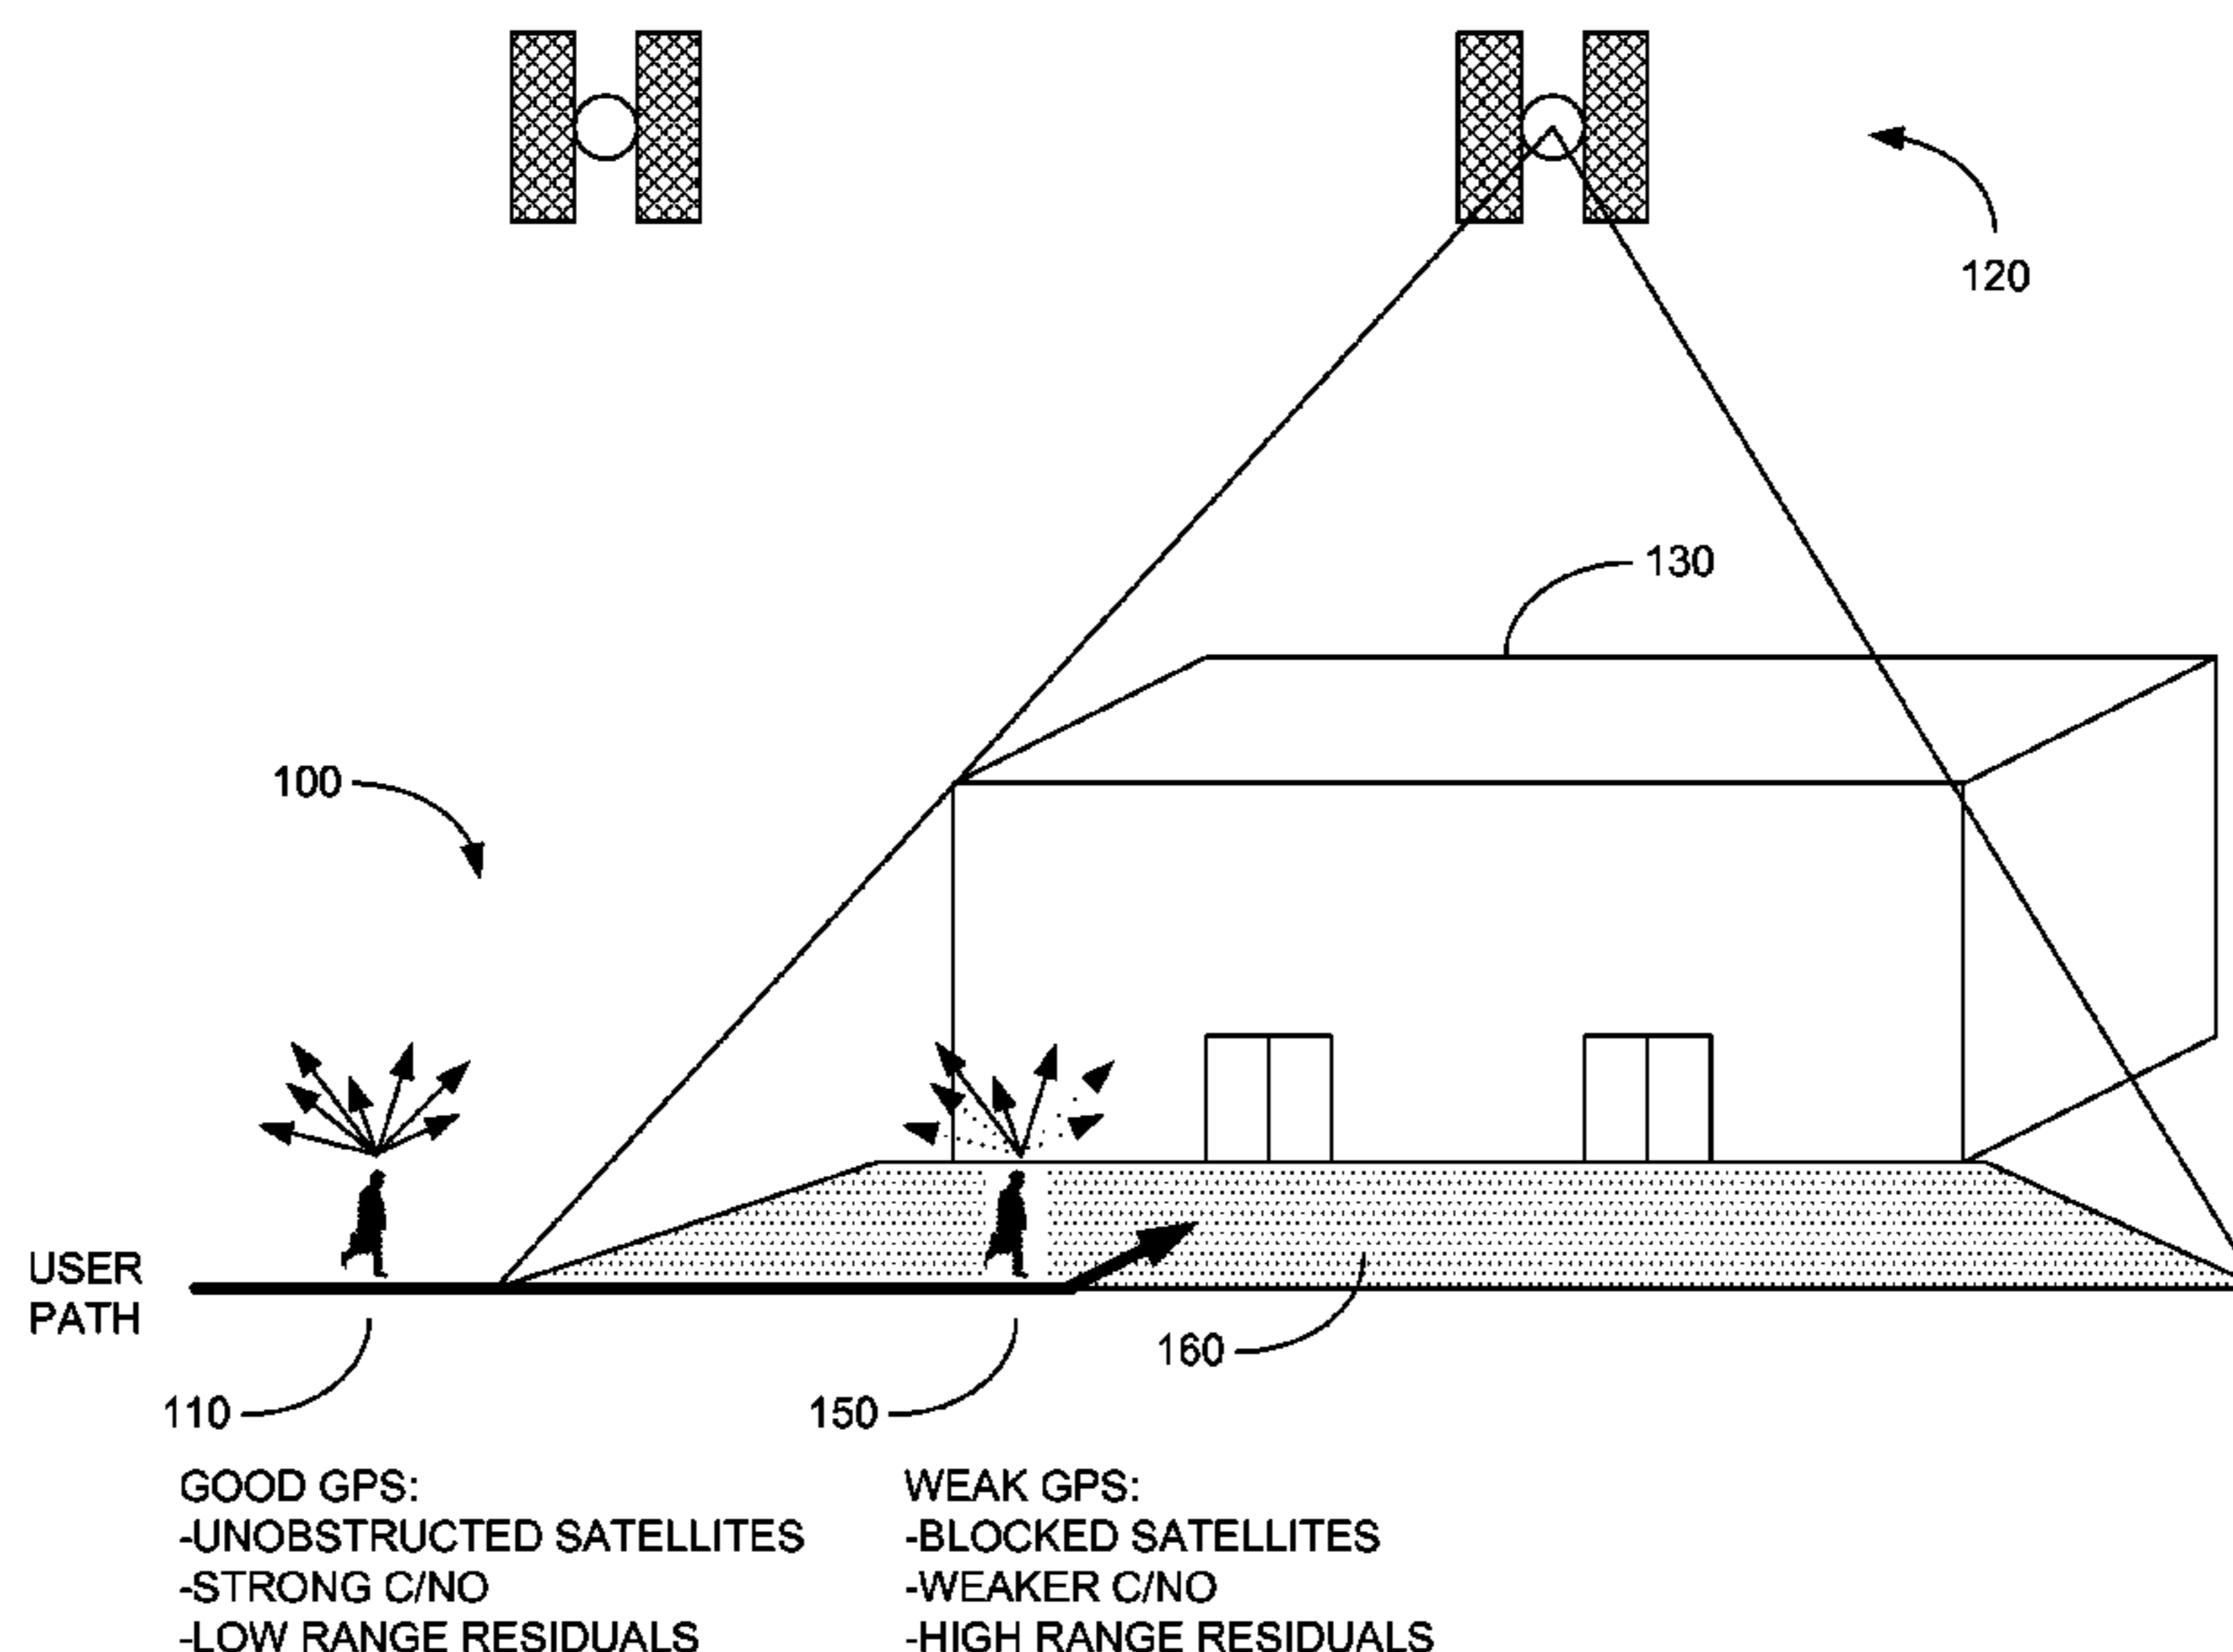 120
130
100
USER
PATH
160
110
150
GOOD GPS:
-UNOBSTRUCTED SATELLITES
-STRONG C/NO
-LOW RANGE RESIDUALS
WEAK GPS:
-BLOCKED SATELLITES
-WEAKER C/NO
-HIGH RANGE RESIDUALS